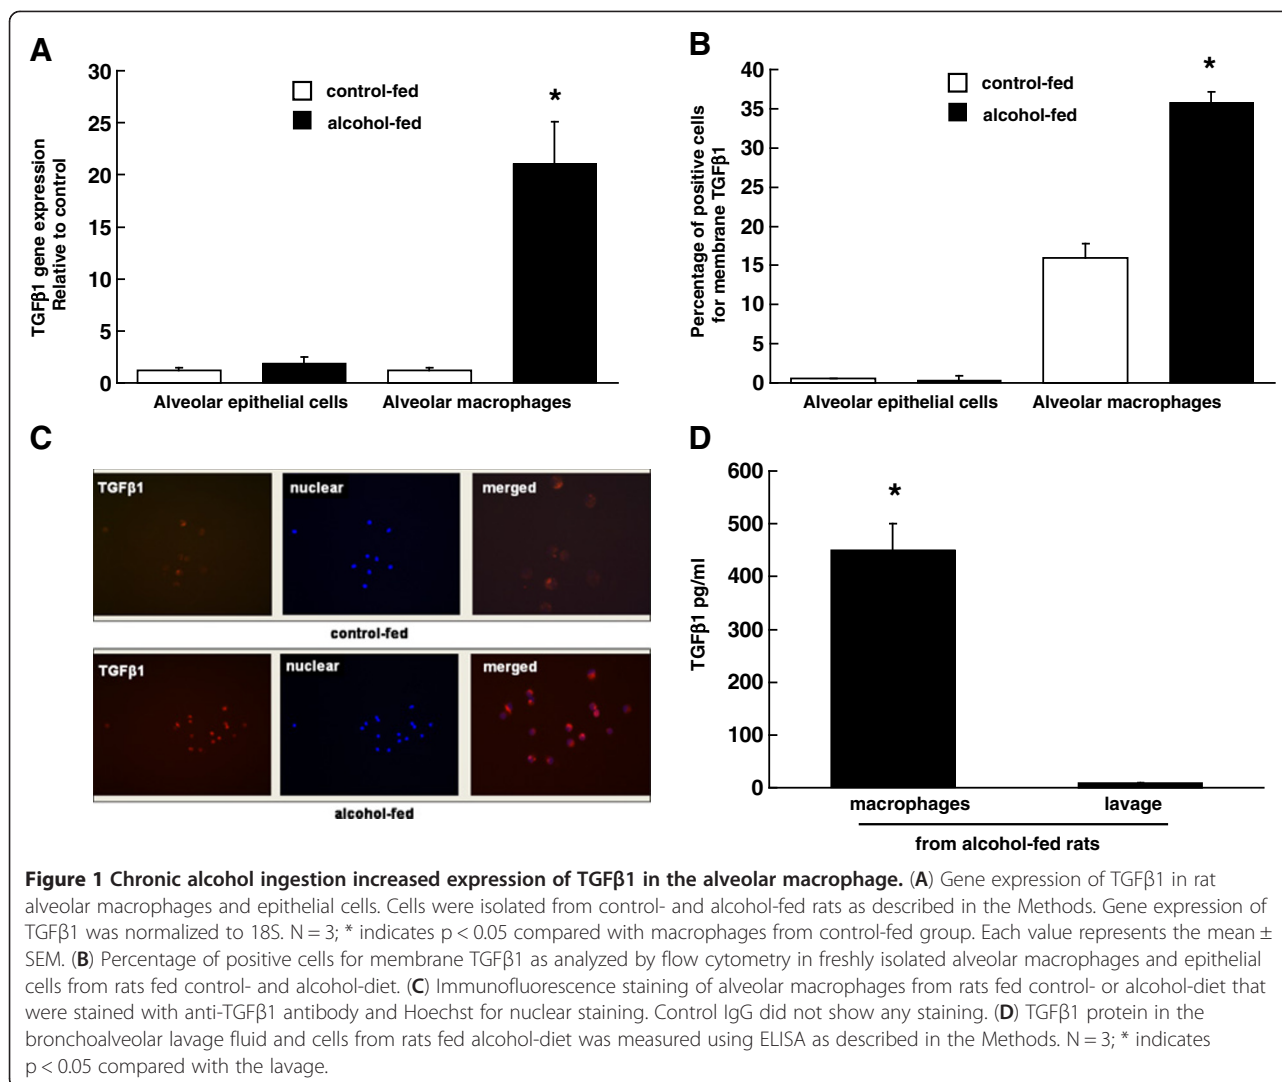 A
TGFβ1 gene expression
Relative to control
30
25
20
15
10
5
0
control-fed
alcohol-fed
*
Alveolar epithelial cells
Alveolar macrophages
B
Percentage of positive cells
for membrane TGFβ1
40
35
30
25
20
15
10
5
0
control-fed
alcohol-fed
*
Alveolar epithelial cells
Alveolar macrophages
C
TGFβ1
nuclear
merged
control-fed
TGFβ1
nuclear
merged
alcohol-fed
D
TGFβ1 pg/ml
600
500
400
300
200
100
0
*
macrophages
lavage
from alcohol-fed rats
Figure 1 Chronic alcohol ingestion increased expression of TGFβ1 in the alveolar macrophage. (A) Gene expression of TGFβ1 in rat
alveolar macrophages and epithelial cells. Cells were isolated from control- and alcohol-fed rats as described in the Methods. Gene expression of
TGFβ1 was normalized to 18S. N = 3; * indicates p < 0.05 compared with macrophages from control-fed group. Each value represents the mean ±
SEM. (B) Percentage of positive cells for membrane TGFβ1 as analyzed by flow cytometry in freshly isolated alveolar macrophages and epithelial
cells from rats fed control- and alcohol-diet. (C) Immunofluorescence staining of alveolar macrophages from rats fed control- or alcohol-diet that
were stained with anti-TGFβ1 antibody and Hoechst for nuclear staining. Control IgG did not show any staining. (D) TGFβ1 protein in the
bronchoalveolar lavage fluid and cells from rats fed alcohol-diet was measured using ELISA as described in the Methods. N = 3; * indicates
p < 0.05 compared with the lavage.